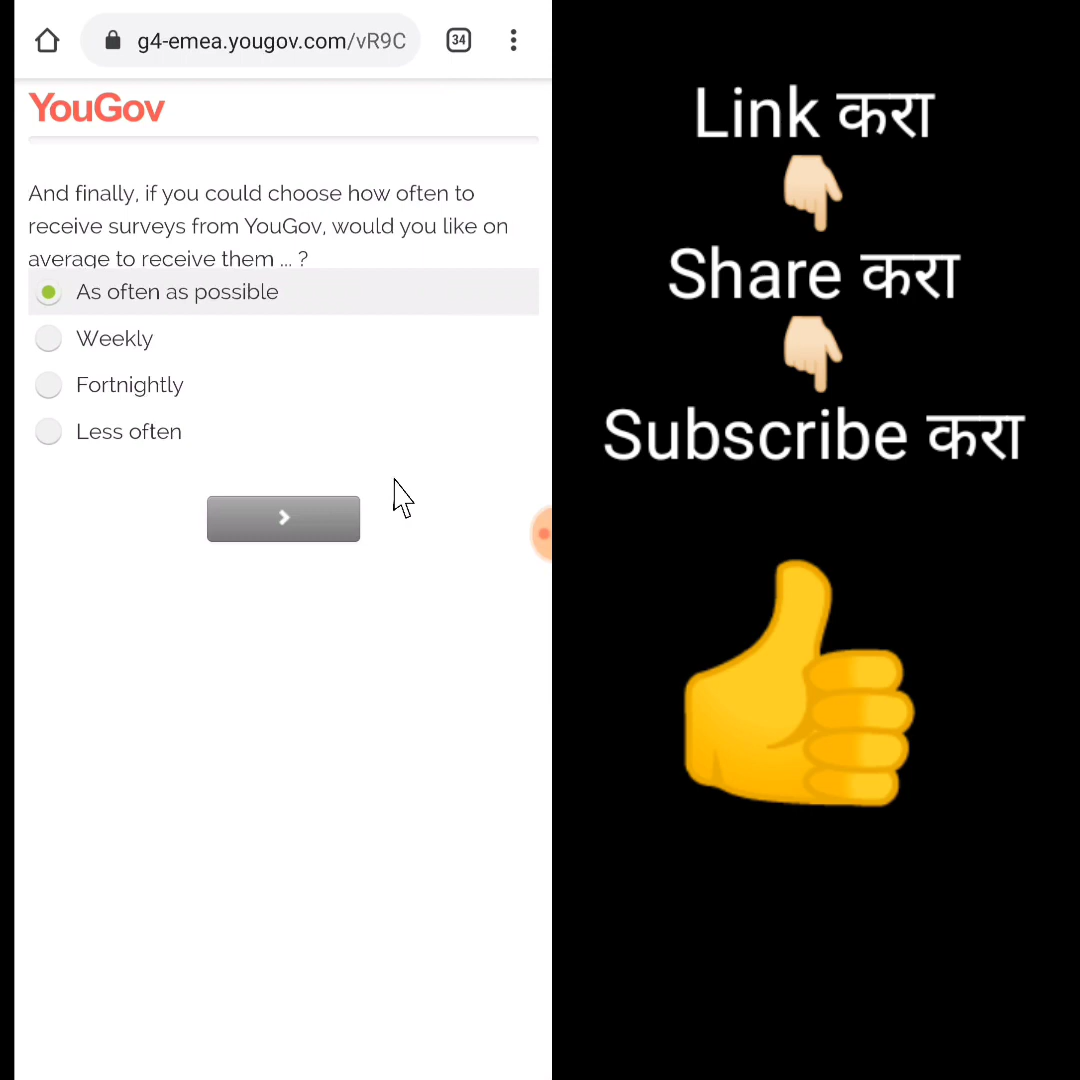 g4-emea.yougov.com/vR9C
34
YouGov
And finally, if you could choose how often to
receive surveys from YouGov, would you like on
average to receive them ... ?
As often as possible
Weekly
Fortnightly
Less often
Link करा
Share करा
Subscribe करा